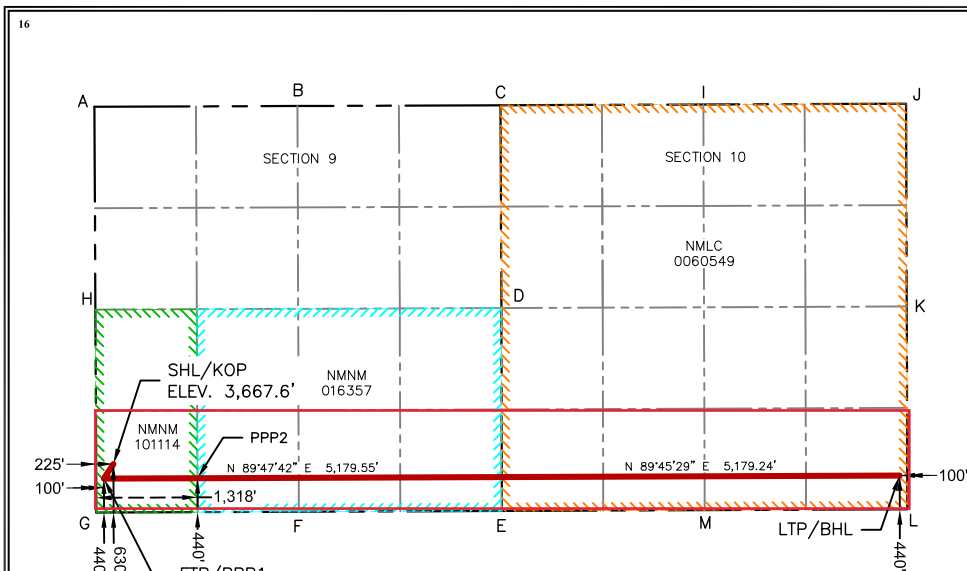 16
A
B
C
I
J
SECTION 9
SECTION 10
NMLC
0060549
H
D
K
SHL/KOP
ELEV. 3,667.6'
NMNM
016357
NMNM
101114
PPP2
225'
N 89°47'42" E 5,179.55'
N 89°45'29" E 5,179.24'
100'
100'
1,318'
G
F
E
M
LTP/BHL
L
440'
630
440'
440'